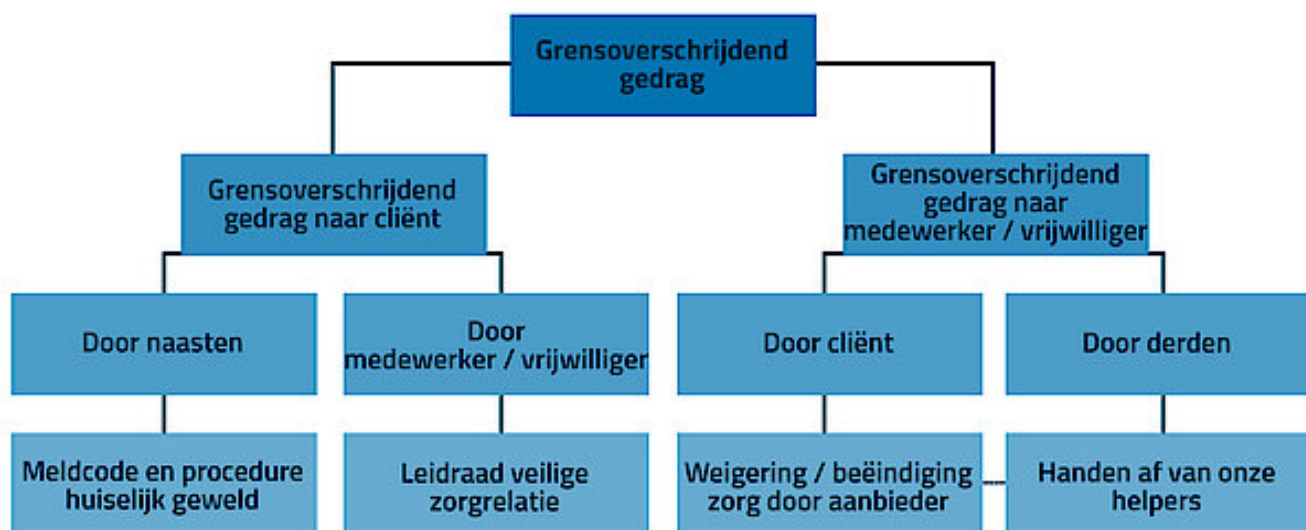 Grensoverschrijdend
gedrag
Grensoverschrijdend
gedrag naar cliënt
Grensoverschrijdend
gedrag naar
medewerker / vrijwilliger
Door naasten
Door
medewerker / vrijwilliger
Door cliënt
Door derden
Meldcode en procedure
huiselijk geweld
Leidraad veilige
zorgrelatie
Weigering / beëindiging
zorg door aanbieder
Handen af van onze
helpers